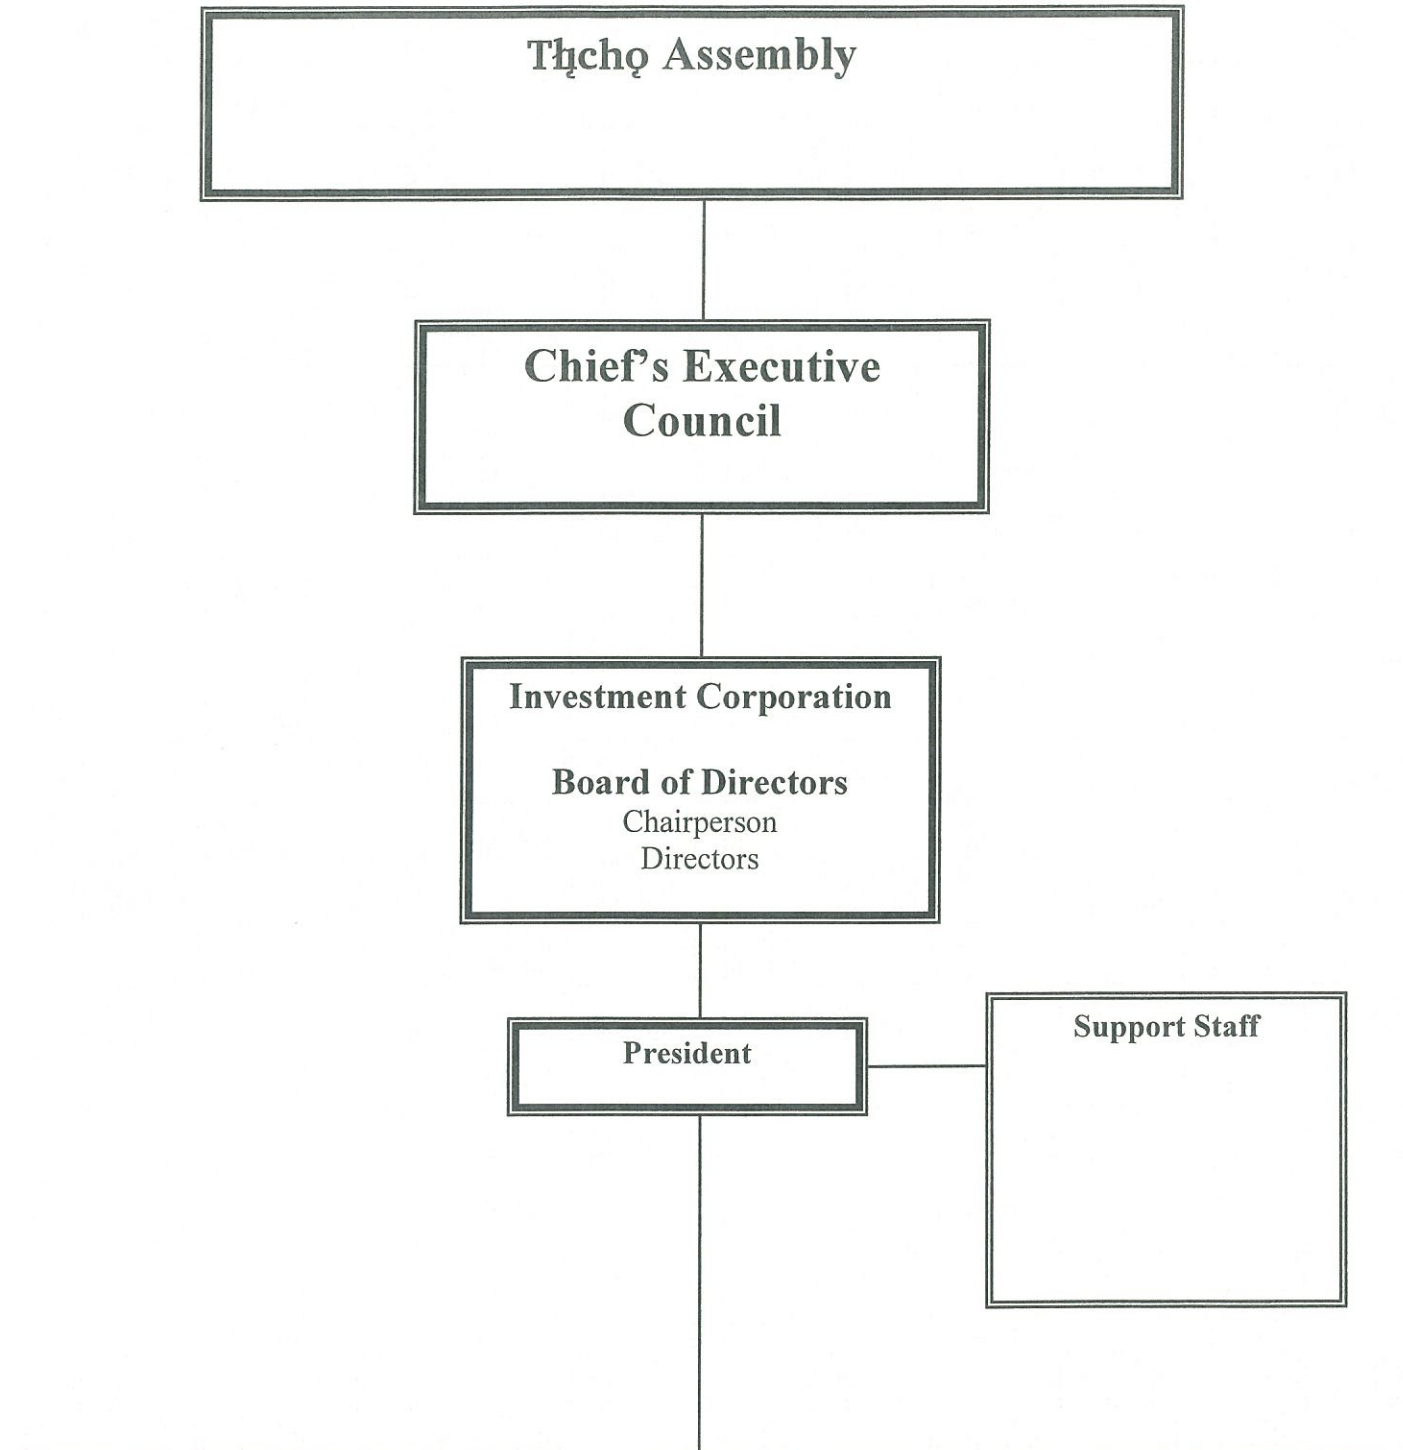 Tłı̨chǫ Assembly
Chief’s Executive
Council
Investment Corporation
Board of Directors
Chairperson
Directors
President
Support Staff